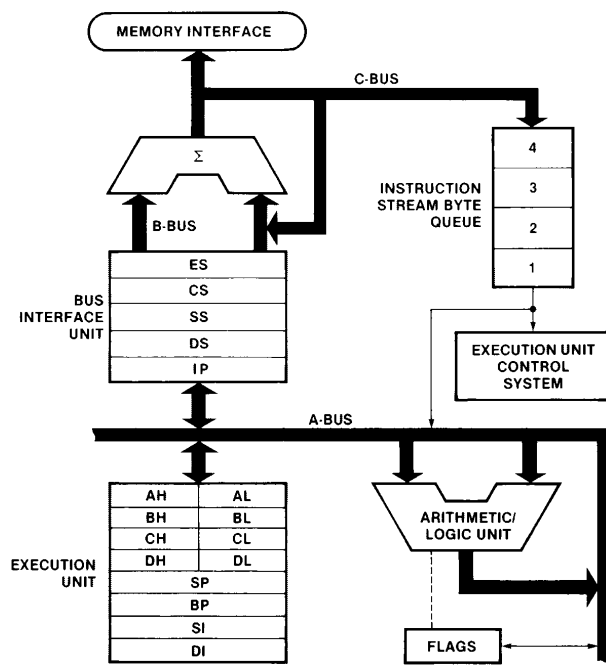 MEMORY INTERFACE
C-BUS
Σ
B-BUS
INSTRUCTION
STREAM BYTE
QUEUE
4
3
2
1
BUS
INTERFACE
UNIT
ES
CS
SS
DS
IP
EXECUTION UNIT
CONTROL
SYSTEM
A-BUS
EXECUTION
UNIT
AH AL
BH BL
CH CL
DH DL
SP
BP
SI
DI
ARITHMETIC/
LOGIC UNIT
FLAGS